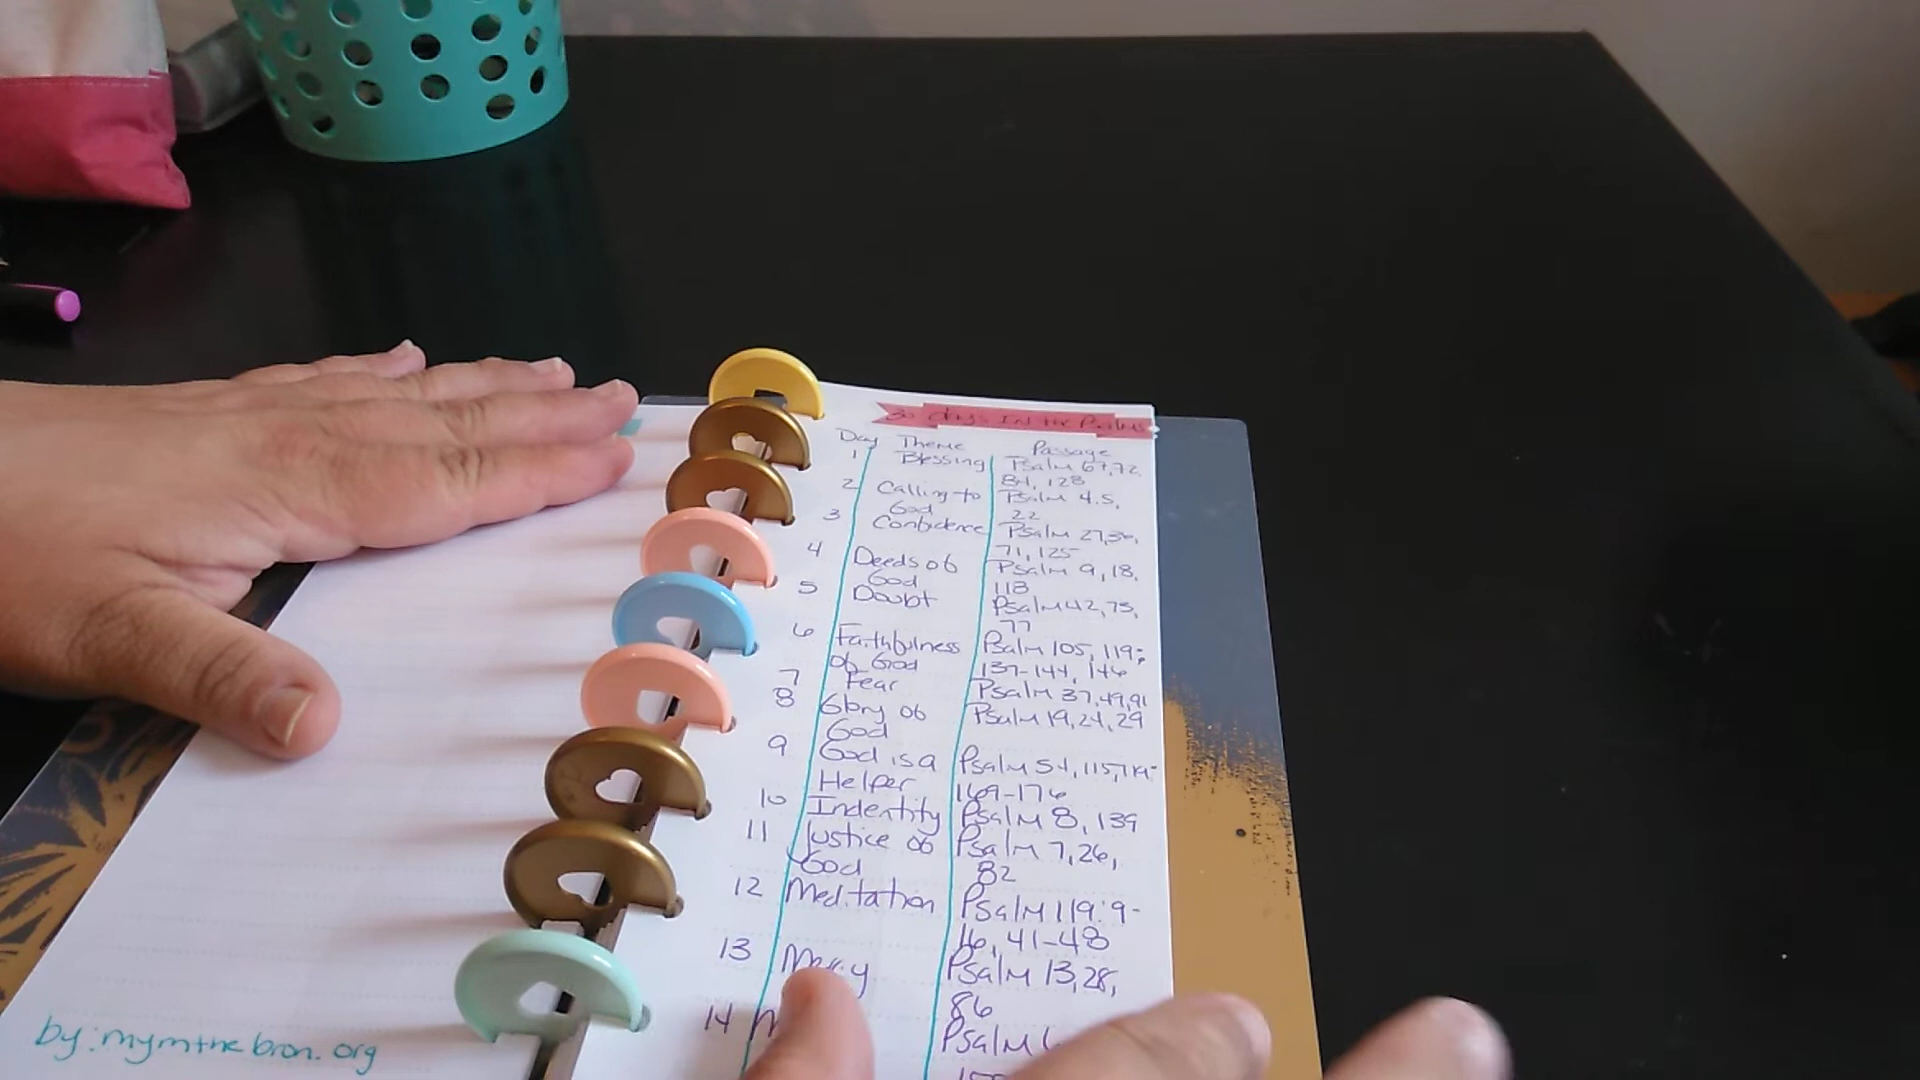 30 days IN the Psalms
Day Theme Passage
1 Blessing Psalm 67,72,
84, 128
2 Calling to Psalm 4.5,
God 22
3 Confidence Psalm 27,36,
71, 125
4 Deeds of Psalm 9, 18,
God 118
5 Doubt Psalm 42, 73,
77
6 Faithfulness Psalm 105, 119:
of God 137-144, 146
7 Fear Psalm 37,49,91
8 Glory of Psalm 19,24,29
God
9 God is a Psalm 54, 115,119:
Helper 169-176
10 Indentity Psalm 8, 139
11 Justice of Psalm 7,26,
God 82
12 Meditation Psalm 119:9-
16, 41-48
13 Mercy Psalm 13,28,
86
14 Psalm
by: mymthebron.org